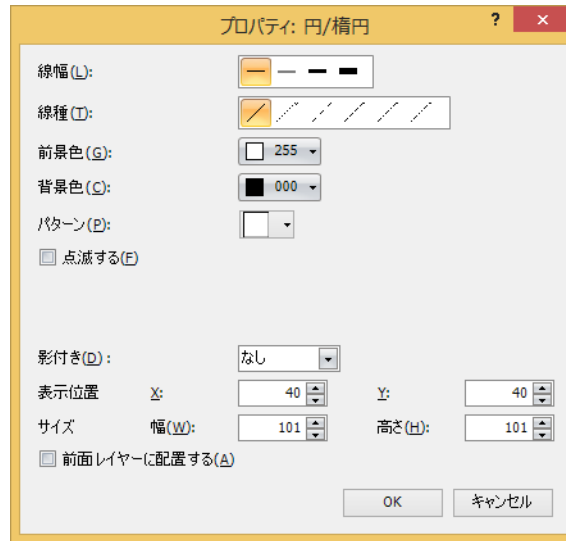 プロパティ: 円/楕円 ? ×
線幅(L):
線種(T):
前景色(G): 255
背景色(C): 000
パターン(P):
点滅する(F)
影付き(D): なし
表示位置 X: 40 Y: 40
サイズ 幅(W): 101 高さ(H): 101
前面レイヤーに配置する(A)
OK キャンセル